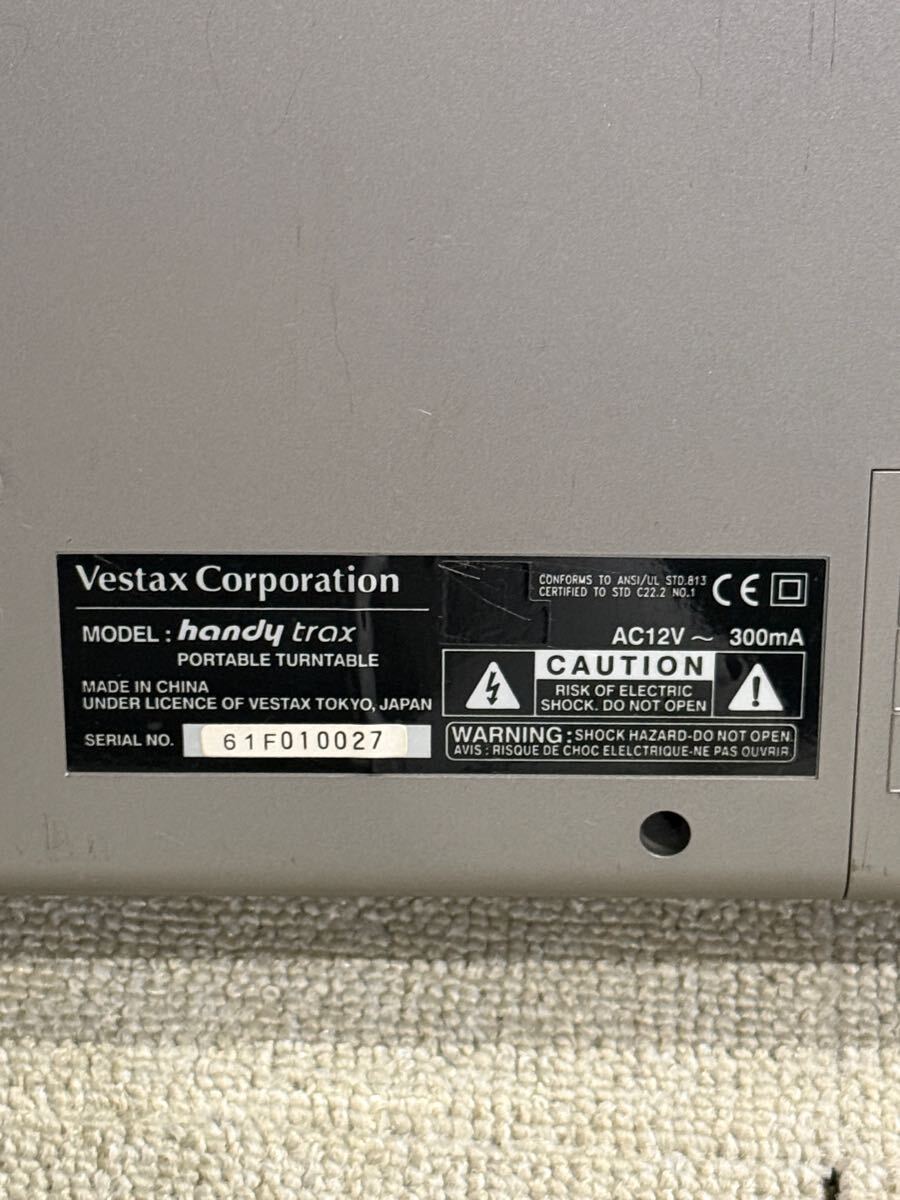 Vestax Corporation
MODEL : handy trax
PORTABLE TURNTABLE
MADE IN CHINA
UNDER LICENCE OF VESTAX TOKYO, JAPAN
SERIAL NO. 61F010027
CONFORMS TO ANSI/UL STD.813
CERTIFIED TO STD C22.2 NO.1
CE
AC12V ~ 300mA
CAUTION
RISK OF ELECTRIC
SHOCK. DO NOT OPEN
WARNING : SHOCK HAZARD-DO NOT OPEN.
AVIS : RISQUE DE CHOC ELELCTRIQUE-NE PAS OUVRIR.